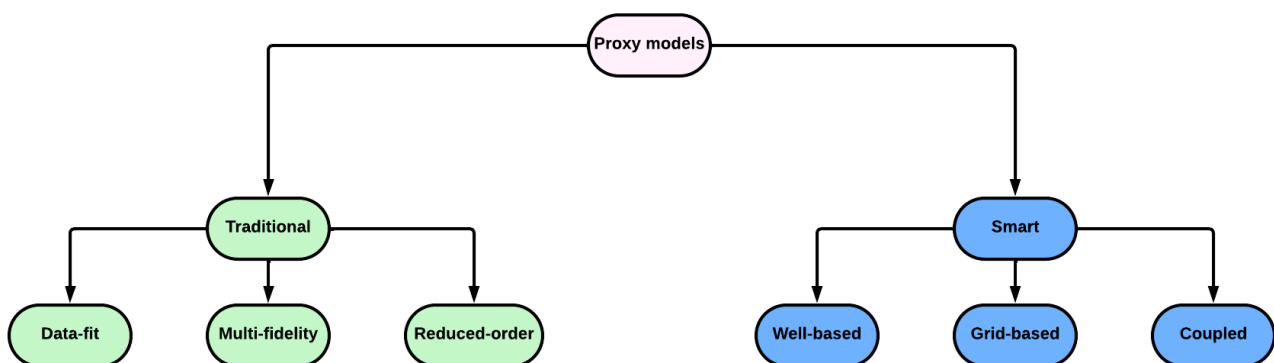 Proxy models
Traditional
Smart
Data-fit
Multi-fidelity
Reduced-order
Well-based
Grid-based
Coupled